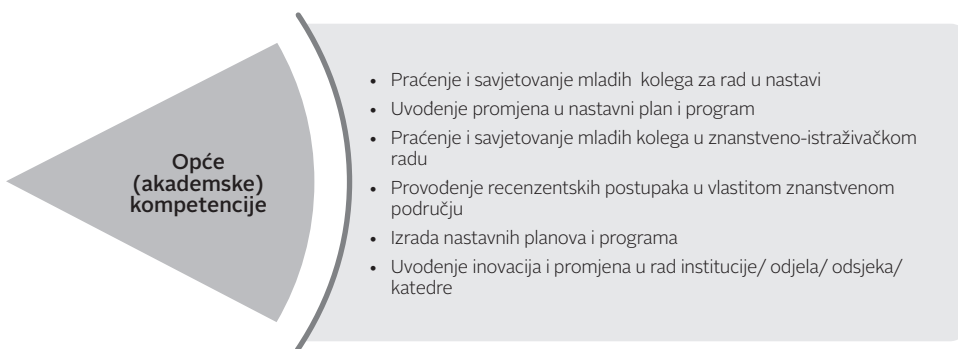 Opće
(akademske)
kompetencije
• Praćenje i savjetovanje mladih kolega za rad u nastavi
• Uvođenje promjena u nastavni plan i program
• Praćenje i savjetovanje mladih kolega u znanstveno-istraživačkom
radu
• Provođenje recenzentskih postupaka u vlastitom znanstvenom
području
• Izrada nastavnih planova i programa
• Uvođenje inovacija i promjena u rad institucije/ odjela/ odsjeka/
katedre